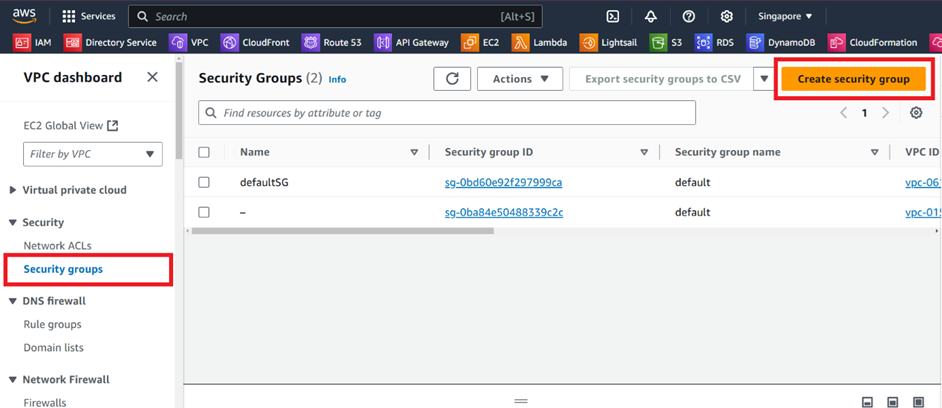 aws Services Search [Alt+S] Singapore
IAM Directory Service VPC CloudFront Route 53 API Gateway EC2 Lambda Lightsail S3 RDS DynamoDB CloudFormation
VPC dashboard
EC2 Global View
Filter by VPC
Virtual private cloud
Security
Network ACLs
Security groups
DNS firewall
Rule groups
Domain lists
Network Firewall
Firewalls
Security Groups (2) Info Actions Export security groups to CSV Create security group
Find resources by attribute or tag 1
Name Security group ID Security group name VPC ID
defaultSG sg-0bd60e92f297999ca default vpc-06
– sg-0ba84e50488339c2c default vpc-015